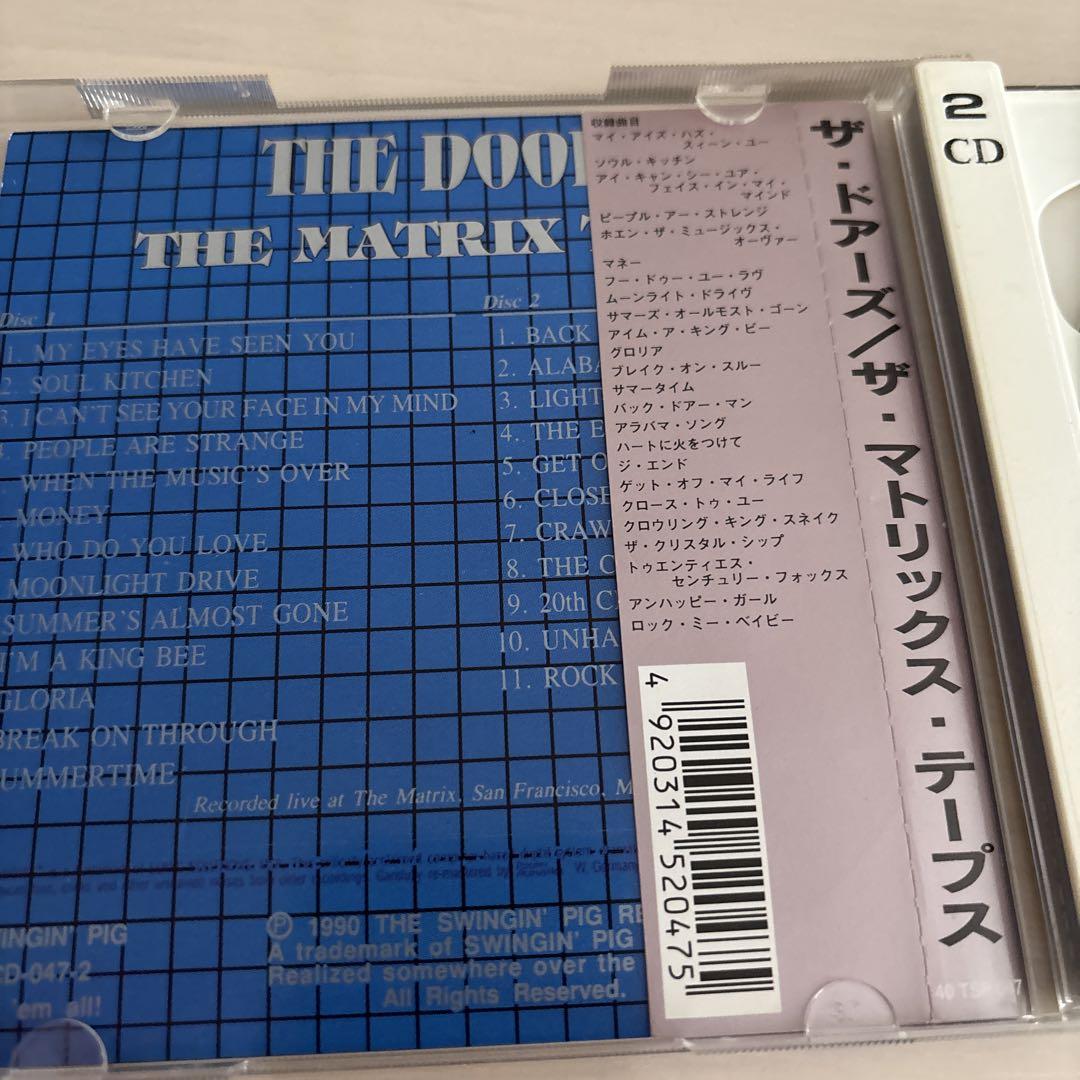 THE DOO
THE MATRIX T
Disc 1
1. MY EYES HAVE SEEN YOU
2. SOUL KITCHEN
3. I CAN'T SEE YOUR FACE IN MY MIND
PEOPLE ARE STRANGE
WHEN THE MUSIC'S OVER
MONEY
WHO DO YOU LOVE
MOONLIGHT DRIVE
SUMMER'S ALMOST GONE
I'M A KING BEE
GLORIA
BREAK ON THROUGH
UMMERTIME
Disc 2
1. BACK
2. ALABA
3. LIGHT
4. THE E
5. GET O
6. CLOSE
7. CRAW
8. THE C
9. 20th C
10. UNHA
11. ROCK
Recorded live at The Matrix, San Francisco, M
INGIN' PIG
CD-047-2
'em all!
Ⓟ 1990 THE SWINGIN' PIG RE
A trademark of SWINGIN' PIG
Realized somewhere over the
All Rights Reserved.
収録曲目
マイ・アイズ・ハズ・
スィーン・ユー
ソウル・キッチン
アイ・キャン・シー・ユア・
フェイス・イン・マイ・
マインド
ピープル・アー・ストレンジ
ホエン・ザ・ミュージックス・
オーヴァー
マネー
フー・ドゥー・ユー・ラヴ
ムーンライト・ドライヴ
サマーズ・オールモスト・ゴーン
アイム・ア・キング・ビー
グロリア
ブレイク・オン・スルー
サマータイム
バック・ドアー・マン
アラバマ・ソング
ハートに火をつけて
ジ・エンド
ゲット・オフ・マイ・ライフ
クロース・トゥ・ユー
クロウリング・キング・スネイク
ザ・クリスタル・シップ
トゥエンティエス・
センチュリー・フォックス
アンハッピー・ガール
ロック・ミー・ベイビー
4 920314 520475
ザ・ドアーズ/ザ・マトリックス・テープス
2
CD